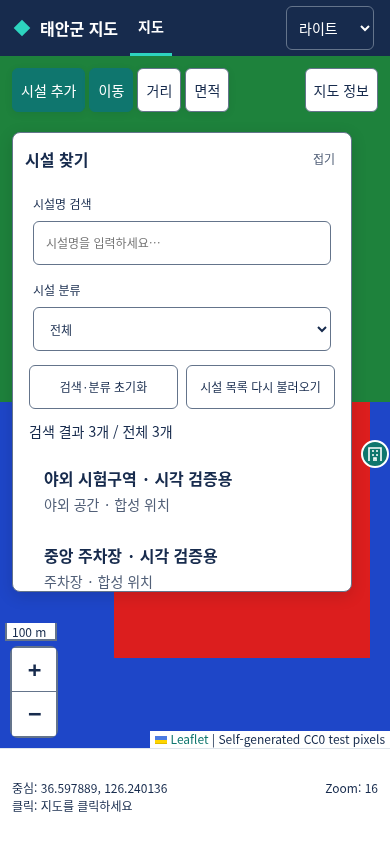 태안군 지도 지도 라이트
시설 추가 이동 거리 면적 지도 정보
시설 찾기 접기
시설명 검색
시설명을 입력하세요…
시설 분류
전체
검색·분류 초기화 시설 목록 다시 불러오기
검색 결과 3개 / 전체 3개
야외 시험구역 · 시각 검증용
야외 공간 · 합성 위치
중앙 주차장 · 시각 검증용
주차장 · 합성 위치
100 m
+
−
Leaflet | Self-generated CC0 test pixels
중심: 36.597889, 126.240136 Zoom: 16
클릭: 지도를 클릭하세요